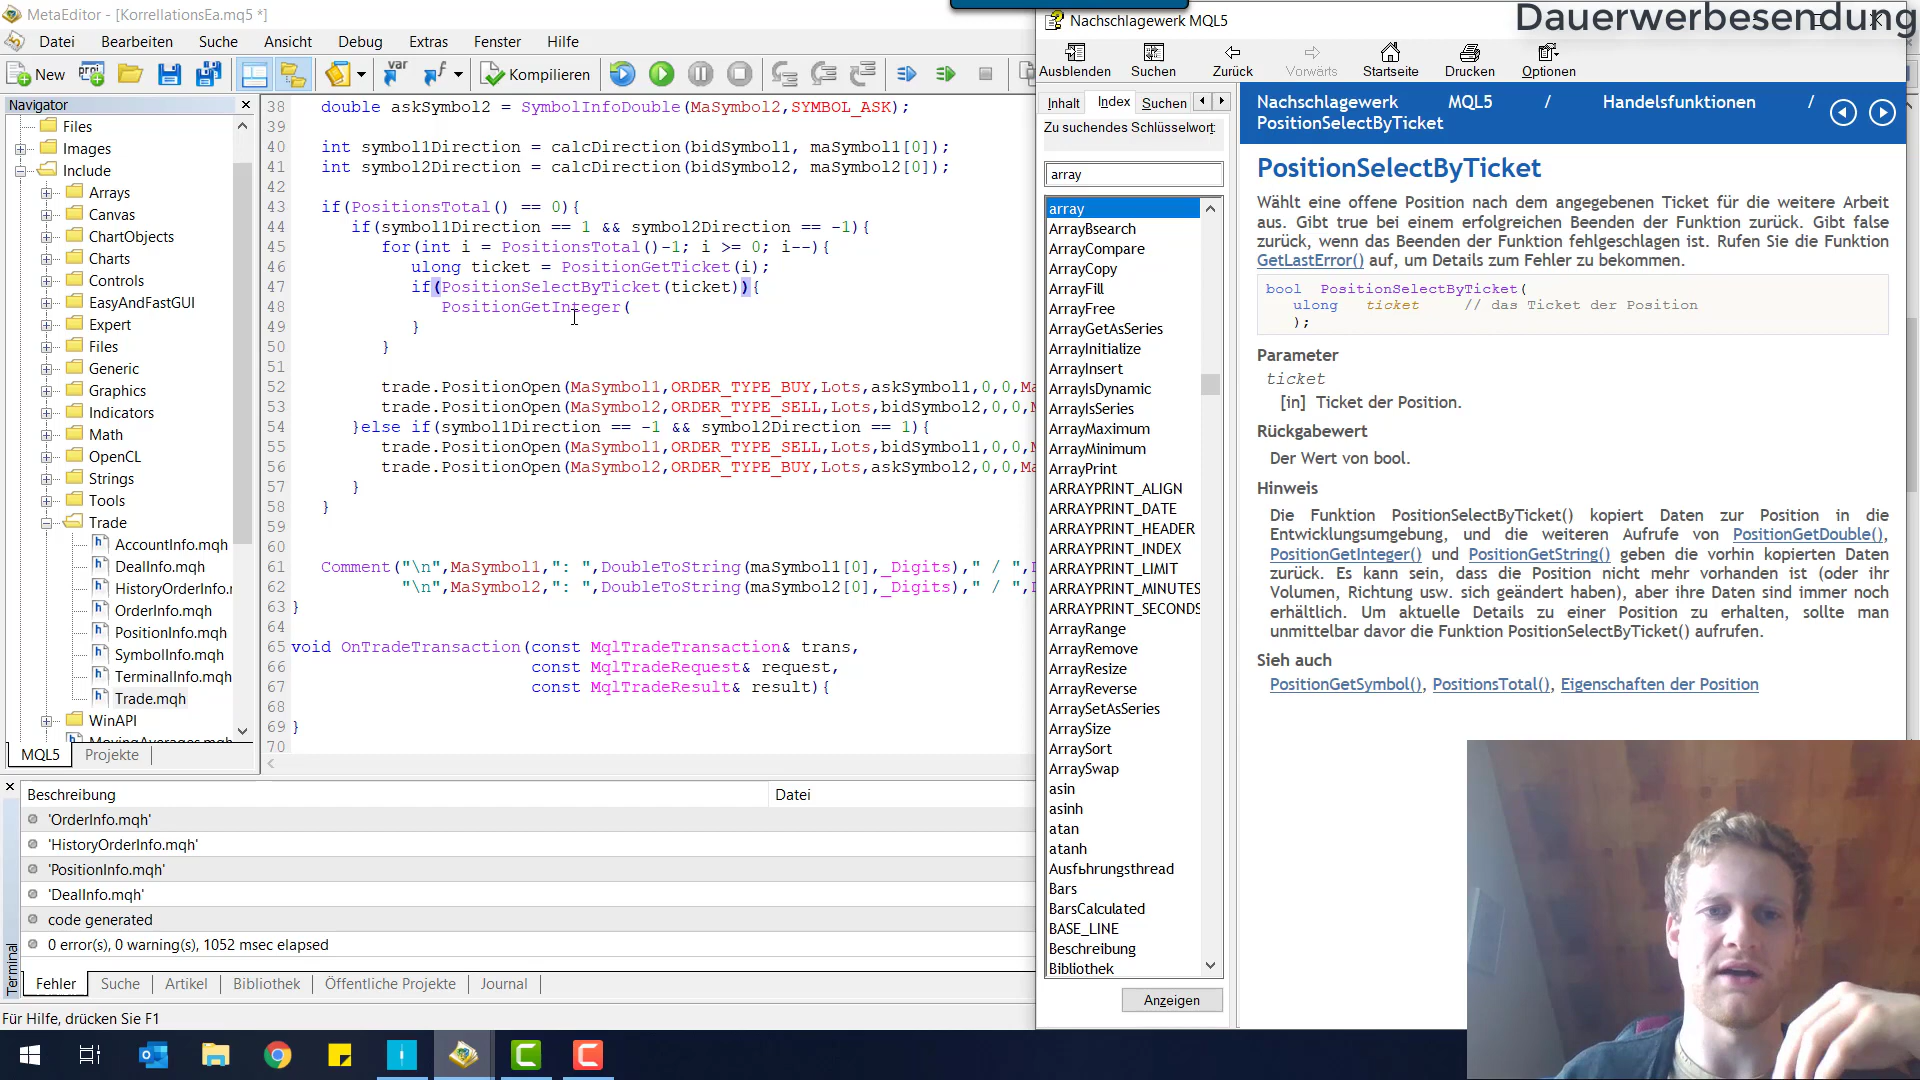 MetaEditor - [KorrellationsEa.mq5 *]
Datei Bearbeiten Suche Ansicht Debug Extras Fenster Hilfe
New Kompilieren
Navigator
Files
Images
Include
Arrays
Canvas
ChartObjects
Charts
Controls
EasyAndFastGUI
Expert
Files
Generic
Graphics
Indicators
Math
OpenCL
Strings
Tools
Trade
AccountInfo.mqh
DealInfo.mqh
HistoryOrderInfo.
OrderInfo.mqh
PositionInfo.mqh
SymbolInfo.mqh
TerminalInfo.mqh
Trade.mqh
WinAPI
MovingAverages.mqh
MQL5 Projekte
38 double askSymbol2 = SymbolInfoDouble(MaSymbol2,SYMBOL_ASK);
39
40 int symbol1Direction = calcDirection(bidSymbol1, maSymbol1[0]);
41 int symbol2Direction = calcDirection(bidSymbol2, maSymbol2[0]);
42
43 if(PositionsTotal() == 0){
44 if(symbol1Direction == 1 && symbol2Direction == -1){
45 for(int i = PositionsTotal()-1; i >= 0; i--){
46 ulong ticket = PositionGetTicket(i);
47 if(PositionSelectByTicket(ticket)){
48 PositionGetInteger(
49 }
50 }
51
52 trade.PositionOpen(MaSymbol1,ORDER_TYPE_BUY,Lots,askSymbol1,0,0,Ma
53 trade.PositionOpen(MaSymbol2,ORDER_TYPE_SELL,Lots,bidSymbol2,0,0,M
54 }else if(symbol1Direction == -1 && symbol2Direction == 1){
55 trade.PositionOpen(MaSymbol1,ORDER_TYPE_SELL,Lots,bidSymbol1,0,0,M
56 trade.PositionOpen(MaSymbol2,ORDER_TYPE_BUY,Lots,askSymbol2,0,0,Ma
57 }
58 }
59
60
61 Comment("\n",MaSymbol1,": ",DoubleToString(maSymbol1[0],_Digits)," / ",D
62 "\n",MaSymbol2,": ",DoubleToString(maSymbol2[0],_Digits)," / ",D
63 }
64
65 void OnTradeTransaction(const MqlTradeTransaction& trans,
66 const MqlTradeRequest& request,
67 const MqlTradeResult& result){
68
69 }
70
Beschreibung Datei
'OrderInfo.mqh'
'HistoryOrderInfo.mqh'
'PositionInfo.mqh'
'DealInfo.mqh'
code generated
0 error(s), 0 warning(s), 1052 msec elapsed
Terminal
Fehler Suche Artikel Bibliothek Öffentliche Projekte Journal
Für Hilfe, drücken Sie F1
Nachschlagewerk MQL5
Dauerwerbesendung
Ausblenden Suchen Zurück Vorwärts Startseite Drucken Optionen
Inhalt Index Suchen
Zu suchendes Schlüsselwort:
array
array
ArrayBsearch
ArrayCompare
ArrayCopy
ArrayFill
ArrayFree
ArrayGetAsSeries
ArrayInitialize
ArrayInsert
ArrayIsDynamic
ArrayIsSeries
ArrayMaximum
ArrayMinimum
ArrayPrint
ARRAYPRINT_ALIGN
ARRAYPRINT_DATE
ARRAYPRINT_HEADER
ARRAYPRINT_INDEX
ARRAYPRINT_LIMIT
ARRAYPRINT_MINUTES
ARRAYPRINT_SECONDS
ArrayRange
ArrayRemove
ArrayResize
ArrayReverse
ArraySetAsSeries
ArraySize
ArraySort
ArraySwap
asin
asinh
atan
atanh
Ausfьhrungsthread
Bars
BarsCalculated
BASE_LINE
Beschreibung
Bibliothek
Anzeigen
Nachschlagewerk MQL5 / Handelsfunktionen /
PositionSelectByTicket
PositionSelectByTicket
Wählt eine offene Position nach dem angegebenen Ticket für die weitere Arbeit
aus. Gibt true bei einem erfolgreichen Beenden der Funktion zurück. Gibt false
zurück, wenn das Beenden der Funktion fehlgeschlagen ist. Rufen Sie die Funktion
GetLastError() auf, um Details zum Fehler zu bekommen.
bool PositionSelectByTicket(
ulong ticket // das Ticket der Position
);
Parameter
ticket
[in] Ticket der Position.
Rückgabewert
Der Wert von bool.
Hinweis
Die Funktion PositionSelectByTicket() kopiert Daten zur Position in die
Entwicklungsumgebung, und die weiteren Aufrufe von PositionGetDouble(),
PositionGetInteger() und PositionGetString() geben die vorhin kopierten Daten
zurück. Es kann sein, dass die Position nicht mehr vorhanden ist (oder ihr
Volumen, Richtung usw. sich geändert haben), aber ihre Daten sind immer noch
erhältlich. Um aktuelle Details zu einer Position zu erhalten, sollte man
unmittelbar davor die Funktion PositionSelectByTicket() aufrufen.
Sieh auch
PositionGetSymbol(), PositionsTotal(), Eigenschaften der Position